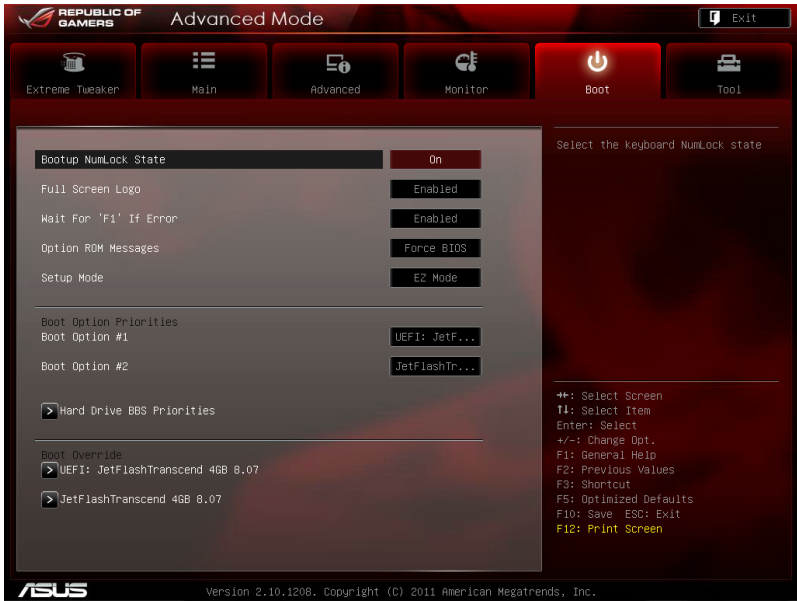 REPUBLIC OF
GAMERS
Advanced Mode
Exit
Extreme Tweaker
Main
Advanced
Monitor
Boot
Tool
Bootup NumLock State On
Full Screen Logo Enabled
Wait For 'F1' If Error Enabled
Option ROM Messages Force BIOS
Setup Mode EZ Mode
Boot Option Priorities
Boot Option #1 UEFI: JetF...
Boot Option #2 JetFlashTr...
> Hard Drive BBS Priorities
Boot Override
> UEFI: JetFlashTranscend 4GB 8.07
> JetFlashTranscend 4GB 8.07
Select the keyboard NumLock state
→←: Select Screen
↑↓: Select Item
Enter: Select
+/-: Change Opt.
F1: General Help
F2: Previous Values
F3: Shortcut
F5: Optimized Defaults
F10: Save ESC: Exit
F12: Print Screen
ASUS
Version 2.10.1208. Copyright (C) 2011 American Megatrends, Inc.